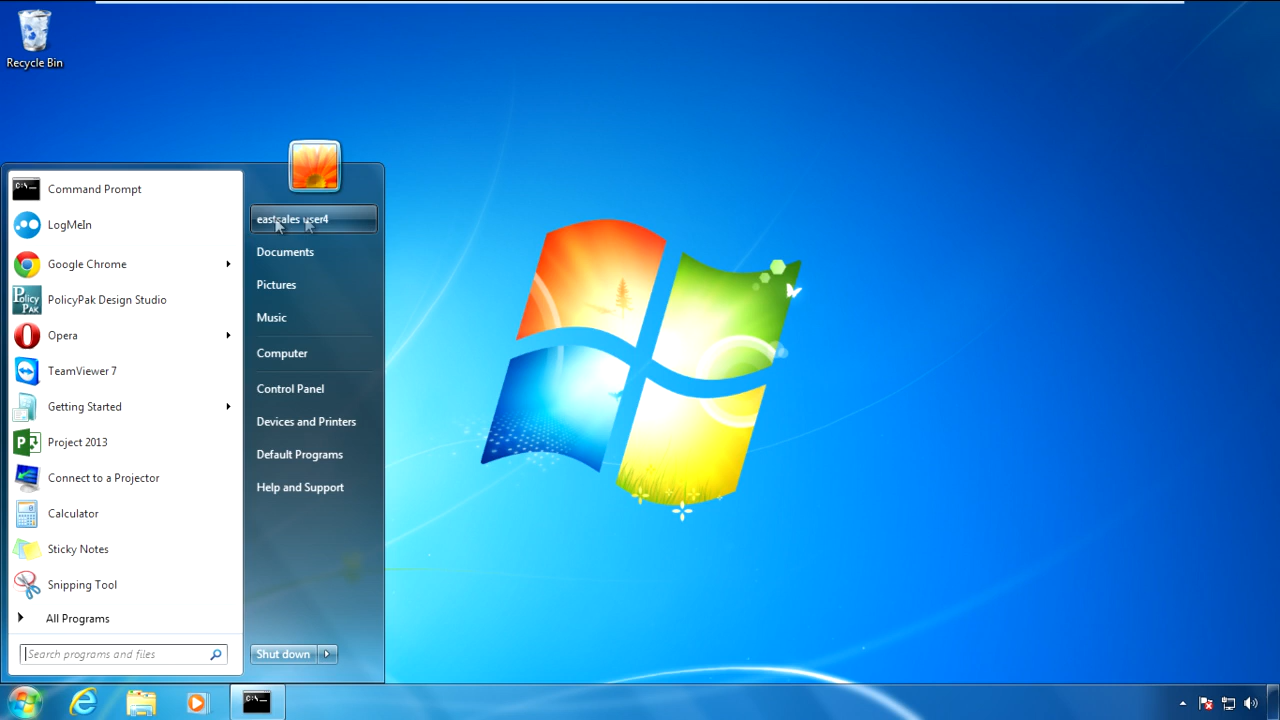 Recycle Bin
Command Prompt
LogMeIn
Google Chrome
PolicyPak Design Studio
Opera
TeamViewer 7
Getting Started
Project 2013
Connect to a Projector
Calculator
Sticky Notes
Snipping Tool
All Programs
Search programs and files
eastsales user4
Documents
Pictures
Music
Computer
Control Panel
Devices and Printers
Default Programs
Help and Support
Shut down